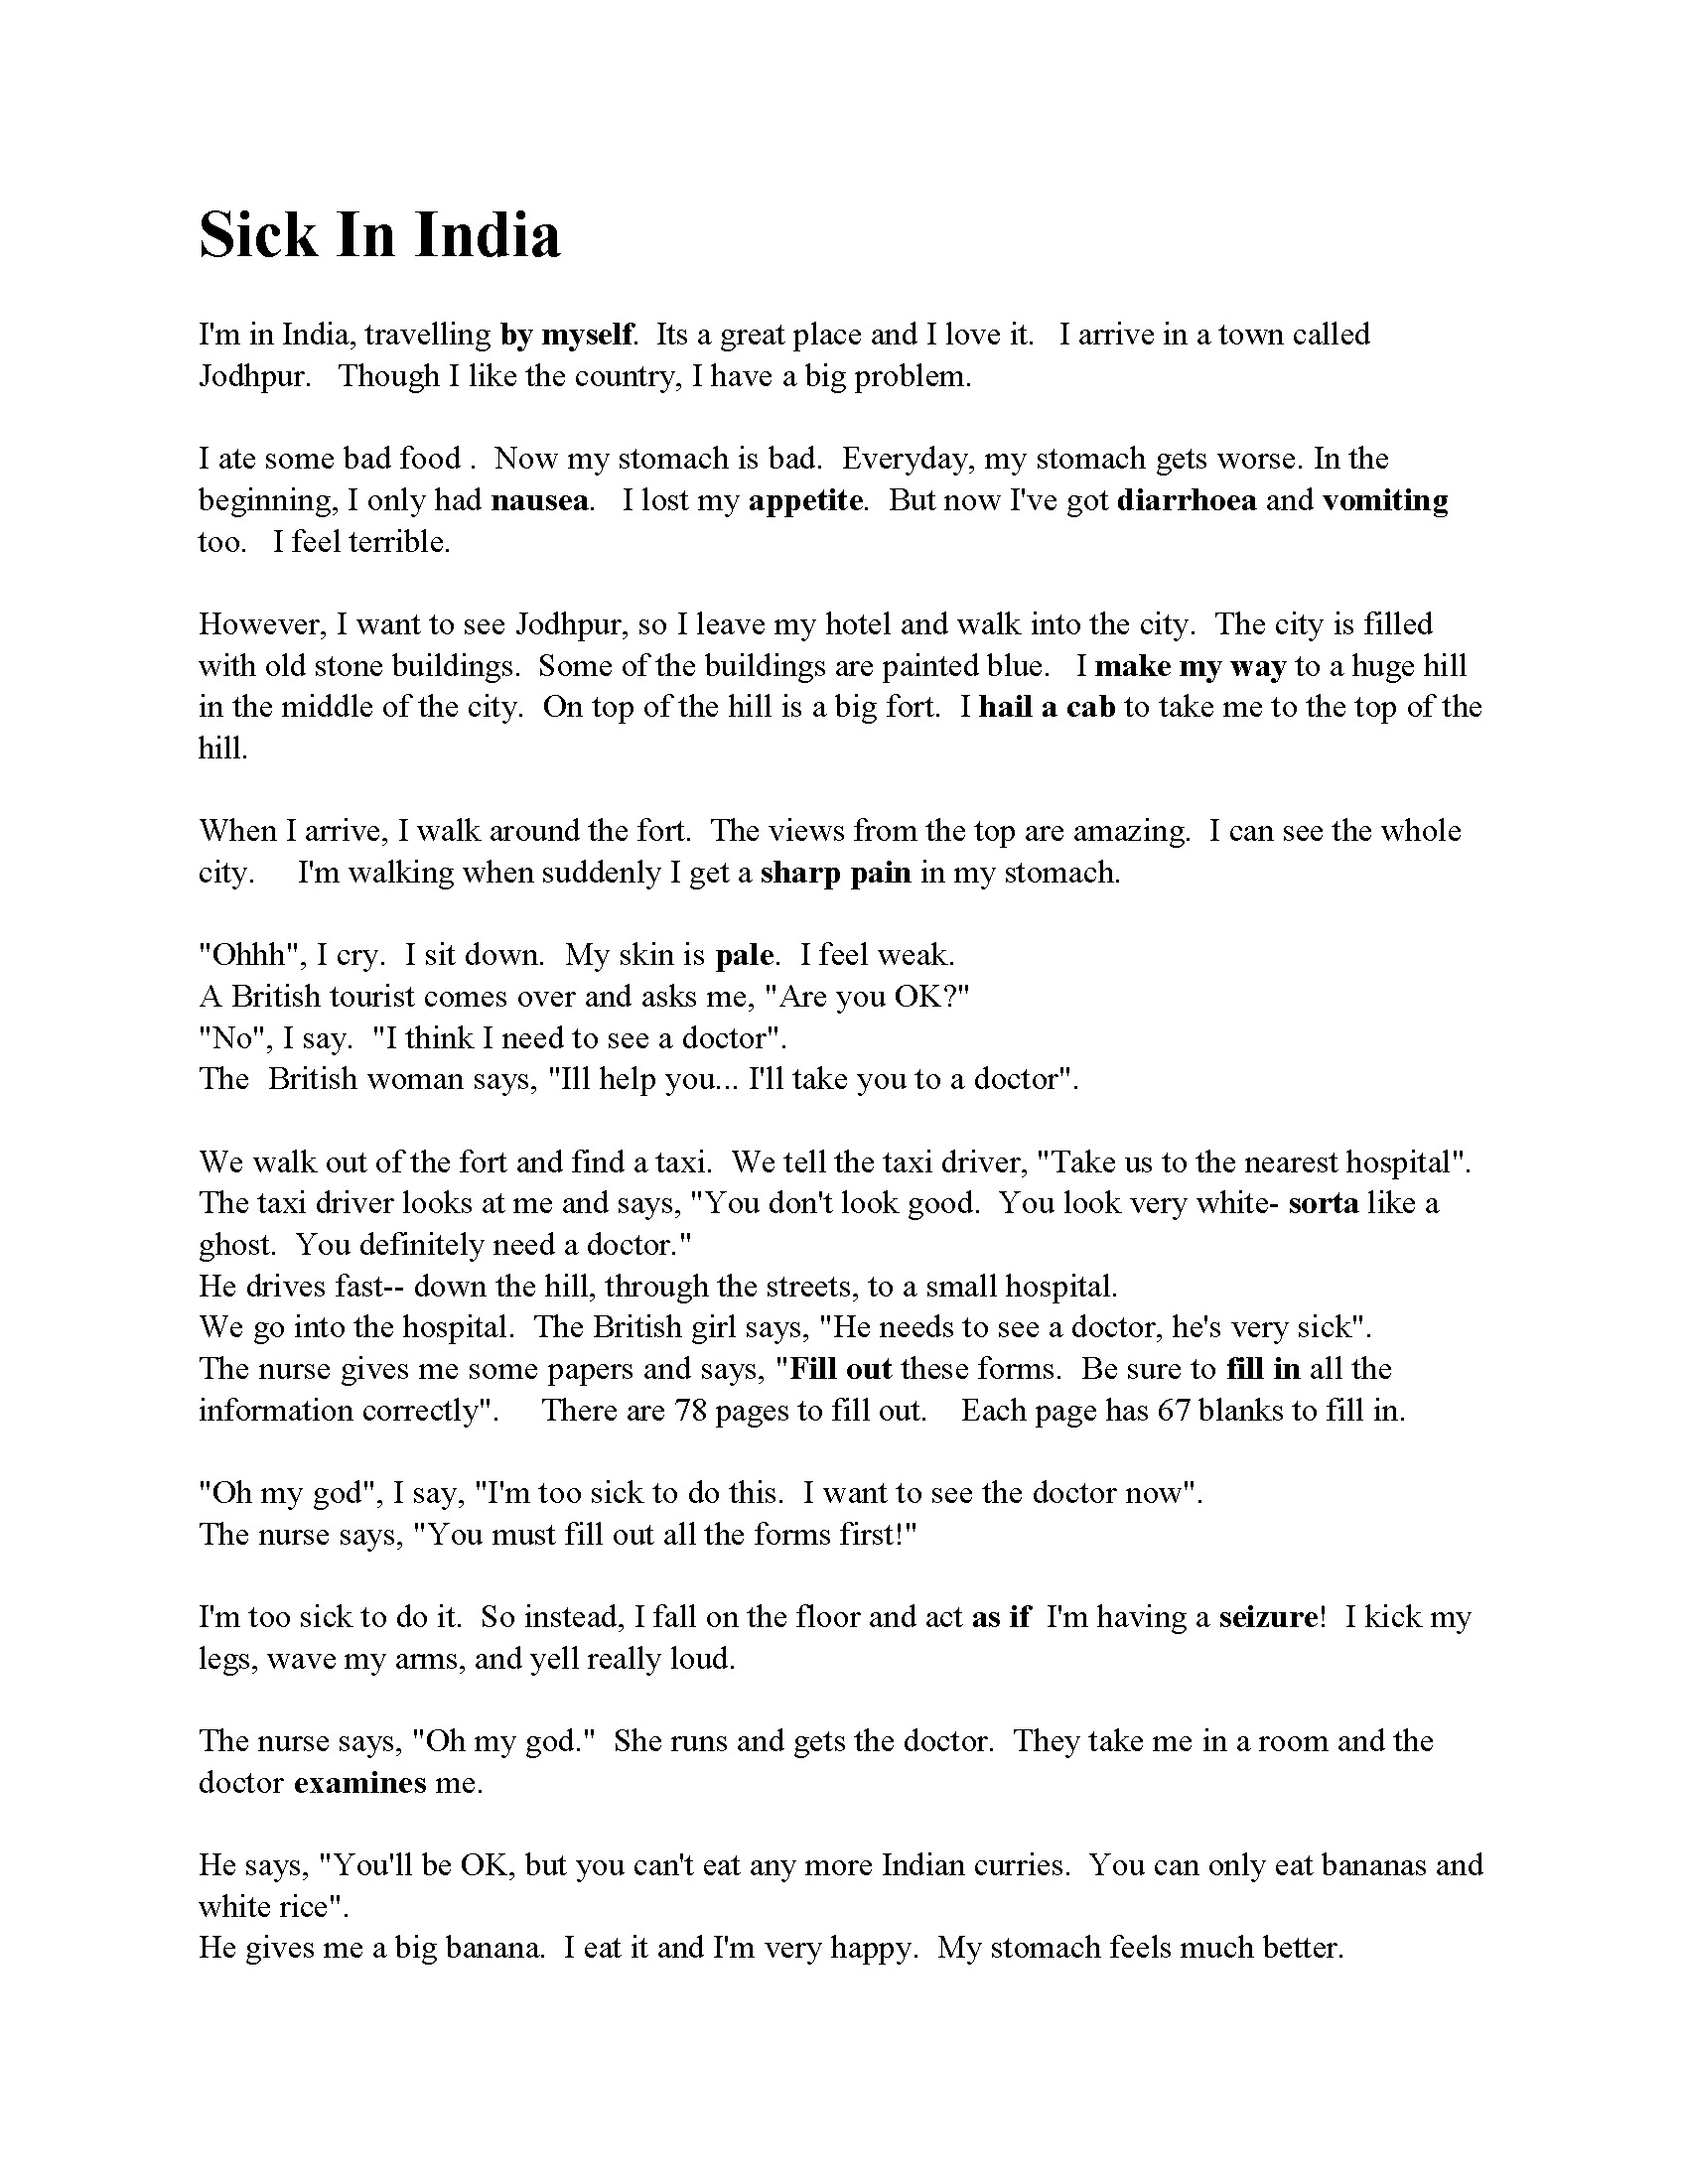 Sick In India
I'm in India, travelling by myself.  Its a great place and I love it.   I arrive in a town called
Jodhpur.   Though I like the country, I have a big problem.
I ate some bad food .  Now my stomach is bad.  Everyday, my stomach gets worse. In the
beginning, I only had nausea.   I lost my appetite.  But now I've got diarrhoea and vomiting
too.   I feel terrible.
However, I want to see Jodhpur, so I leave my hotel and walk into the city.  The city is filled
with old stone buildings.  Some of the buildings are painted blue.   I make my way to a huge hill
in the middle of the city.  On top of the hill is a big fort.  I hail a cab to take me to the top of the
hill.
When I arrive, I walk around the fort.  The views from the top are amazing.  I can see the whole
city.     I'm walking when suddenly I get a sharp pain in my stomach.
"Ohhh", I cry.  I sit down.  My skin is pale.  I feel weak.
A British tourist comes over and asks me, "Are you OK?"
"No", I say.  "I think I need to see a doctor".
The  British woman says, "Ill help you... I'll take you to a doctor".
We walk out of the fort and find a taxi.  We tell the taxi driver, "Take us to the nearest hospital".
The taxi driver looks at me and says, "You don't look good.  You look very white- sorta like a
ghost.  You definitely need a doctor."
He drives fast-- down the hill, through the streets, to a small hospital.
We go into the hospital.  The British girl says, "He needs to see a doctor, he's very sick".
The nurse gives me some papers and says, "Fill out these forms.  Be sure to fill in all the
information correctly".     There are 78 pages to fill out.    Each page has 67 blanks to fill in.
"Oh my god", I say, "I'm too sick to do this.  I want to see the doctor now".
The nurse says, "You must fill out all the forms first!"
I'm too sick to do it.  So instead, I fall on the floor and act as if  I'm having a seizure!  I kick my
legs, wave my arms, and yell really loud.
The nurse says, "Oh my god."  She runs and gets the doctor.  They take me in a room and the
doctor examines me.
He says, "You'll be OK, but you can't eat any more Indian curries.  You can only eat bananas and
white rice".
He gives me a big banana.  I eat it and I'm very happy.  My stomach feels much better.